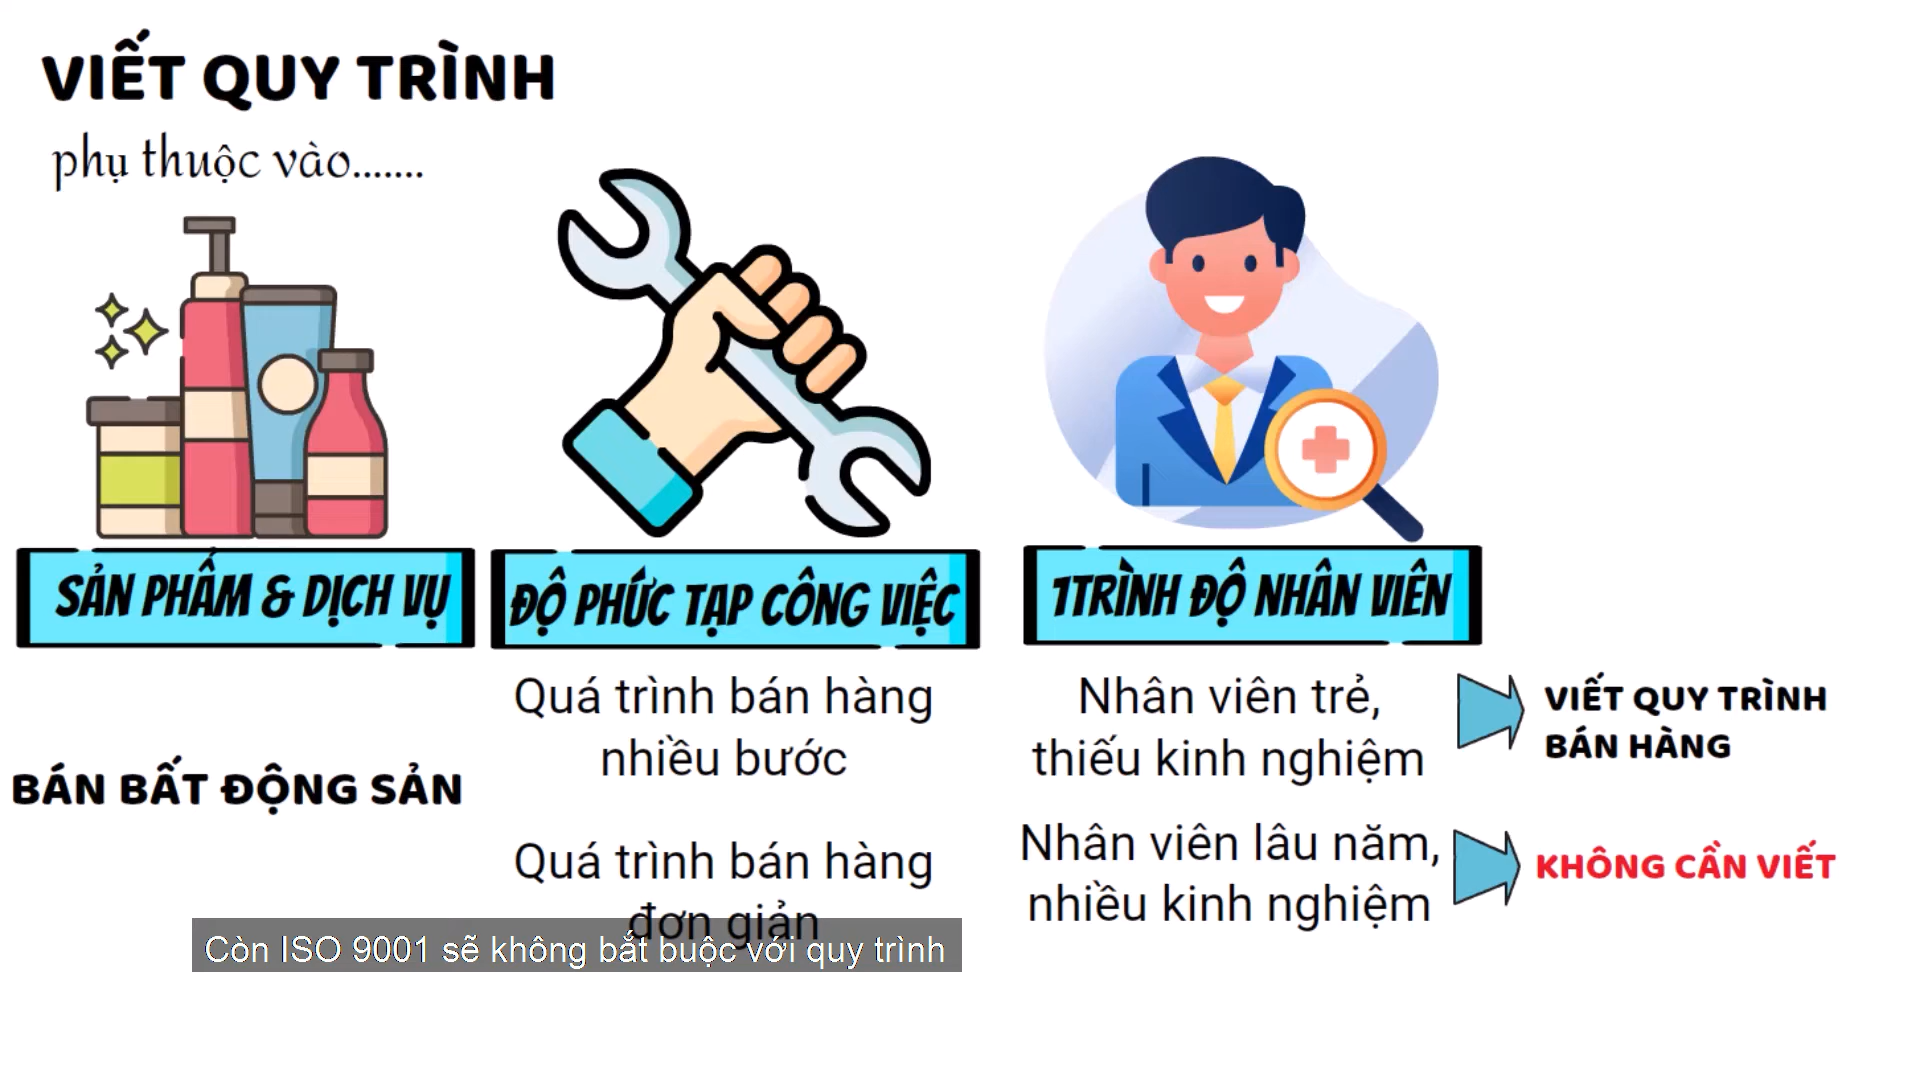 VIẾT QUY TRÌNH
phụ thuộc vào.......
SẢN PHẨM & DỊCH VỤ
ĐỘ PHỨC TẠP CÔNG VIỆC
1TRÌNH ĐỘ NHÂN VIÊN
BÁN BẤT ĐỘNG SẢN
Quá trình bán hàng
nhiều bước
Nhân viên trẻ,
thiếu kinh nghiệm
VIẾT QUY TRÌNH
BÁN HÀNG
Quá trình bán hàng
đơn giản
Nhân viên lâu năm,
nhiều kinh nghiệm
KHÔNG CẦN VIẾT
Còn ISO 9001 sẽ không bắt buộc với quy trình